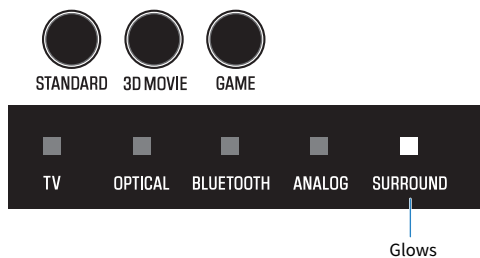 STANDARD 3D MOVIE GAME
TV OPTICAL BLUETOOTH ANALOG SURROUND
Glows